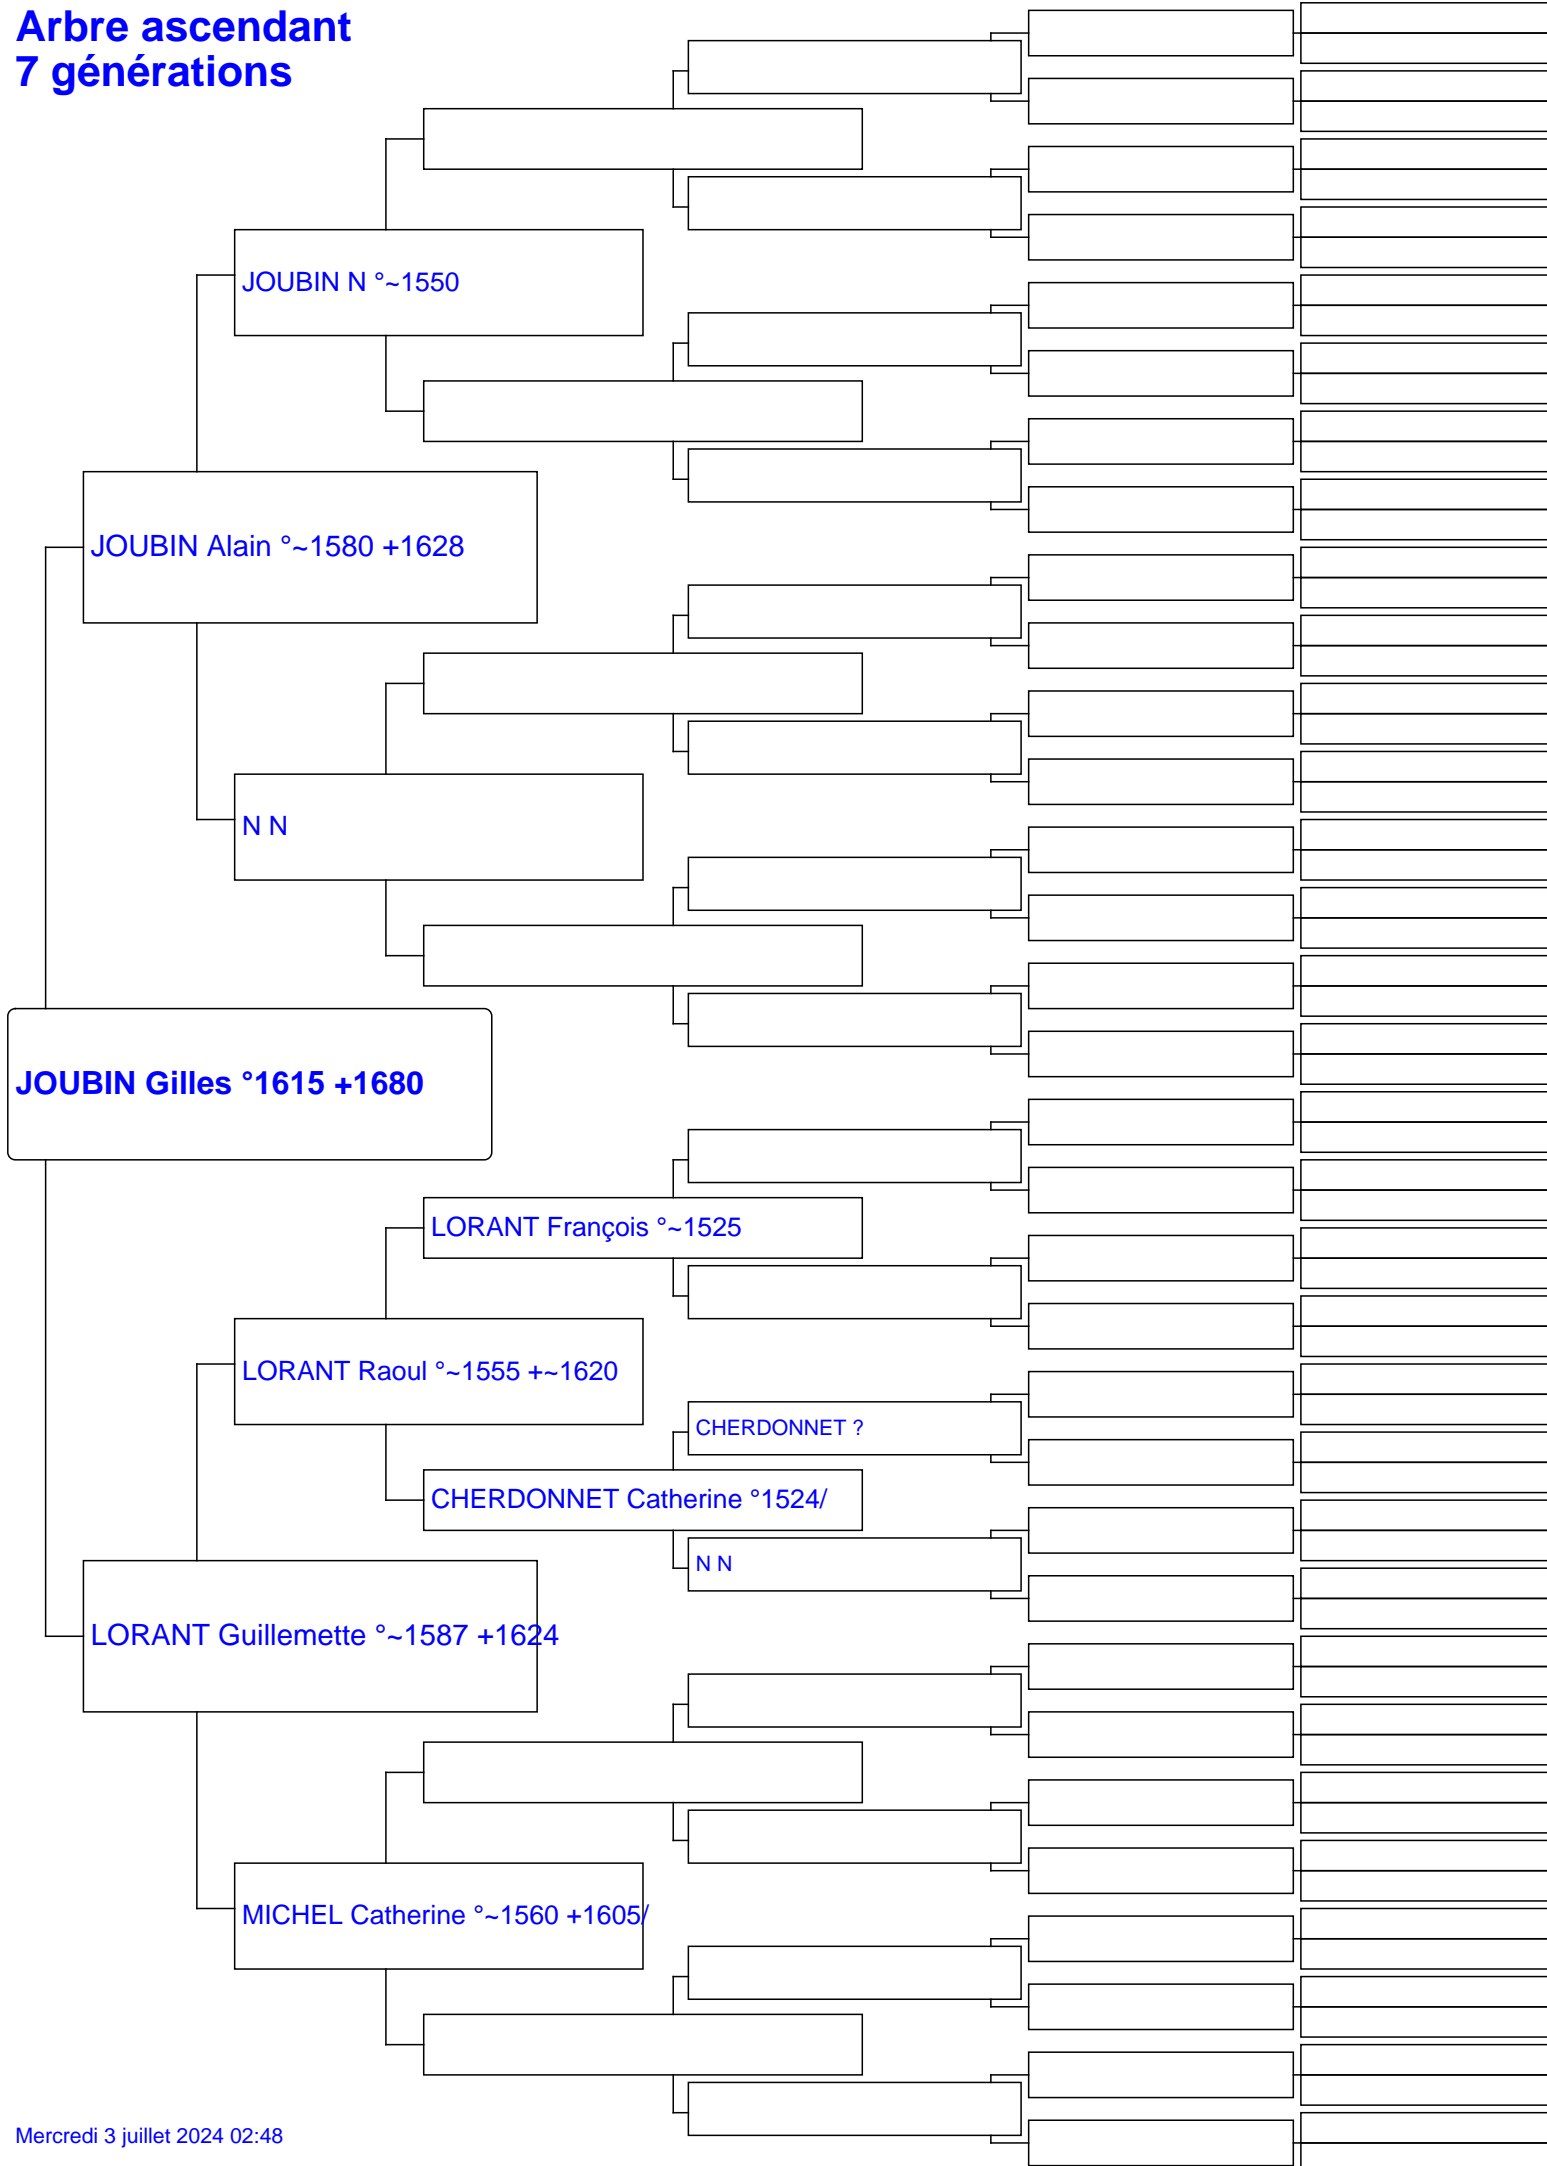 Arbre ascendant
7 générations
JOUBIN N °~1550
JOUBIN Alain °~1580 +1628
N N
JOUBIN Gilles °1615 +1680
LORANT François °~1525
LORANT Raoul °~1555 +~1620
CHERDONNET ?
CHERDONNET Catherine °1524/
N N
LORANT Guillemette °~1587 +1624
MICHEL Catherine °~1560 +1605/
Mercredi 3 juillet 2024 02:48